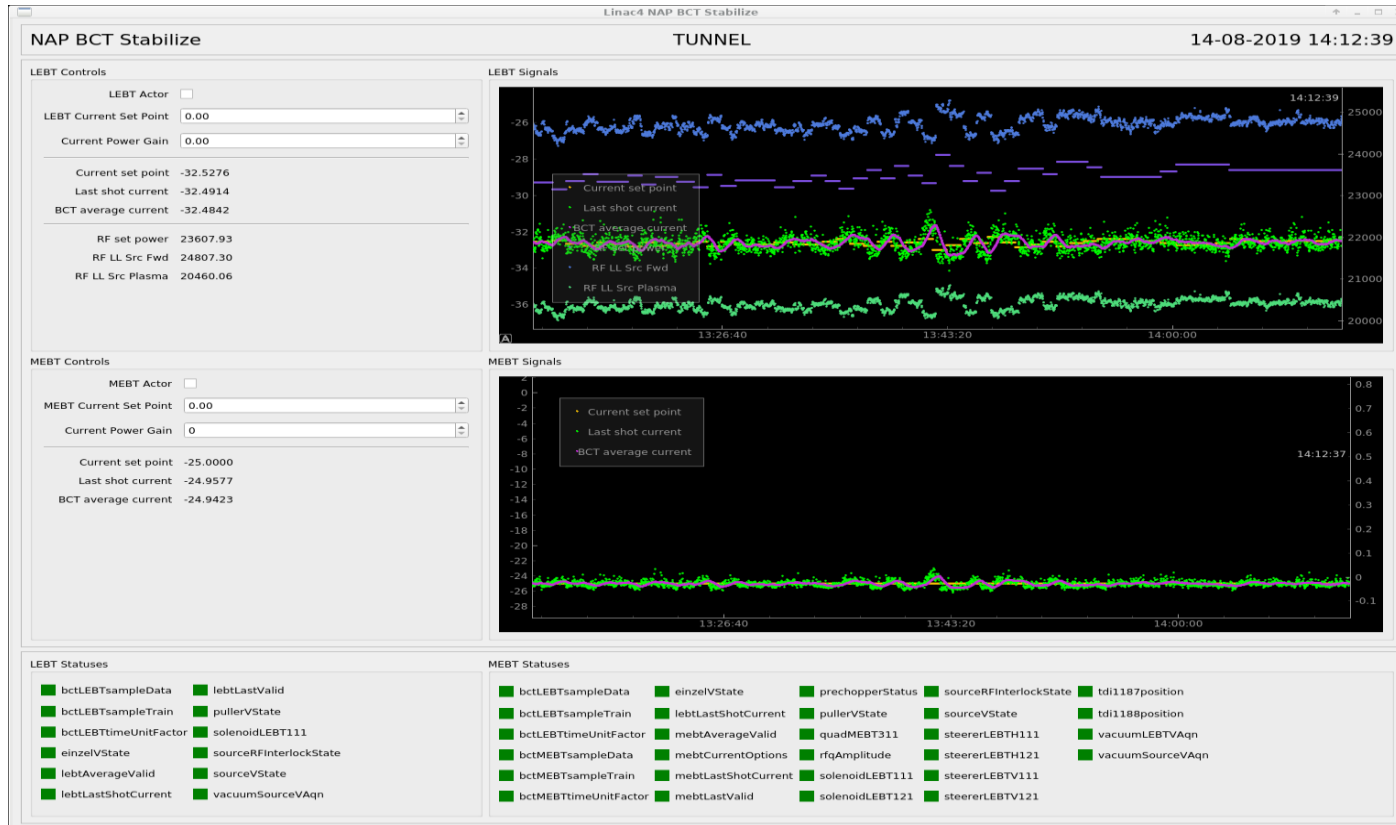 Linac4 NAP BCT Stabilize
NAP BCT Stabilize TUNNEL 14-08-2019 14:12:39
LEBT Controls
LEBT Actor
LEBT Current Set Point 0.00
Current Power Gain 0.00
Current set point -32.5276
Last shot current -32.4914
BCT average current -32.4842
RF set power 23607.93
RF LL Src Fwd 24807.30
RF LL Src Plasma 20460.06
LEBT Signals
14:12:39
-26
-28
-30
-32
-34
-36
Current set point
Last shot current
BCT average current
RF LL Src Fwd
RF LL Src Plasma
25000
24000
23000
22000
21000
20000
A
13:26:40 13:43:20 14:00:00
MEBT Controls
MEBT Actor
MEBT Current Set Point 0.00
Current Power Gain 0
Current set point -25.0000
Last shot current -24.9577
BCT average current -24.9423
MEBT Signals
2
0
-2
-4
-6
-8
-10
-12
-14
-16
-18
-20
-22
-24
-26
-28
Current set point
Last shot current
BCT average current
14:12:37
0.8
0.7
0.6
0.5
0.4
0.3
0.2
0.1
0
-0.1
13:26:40 13:43:20 14:00:00
LEBT Statuses
bctLEBTsampleData lebtLastValid
bctLEBTsampleTrain pullerVState
bctLEBTtimeUnitFactor solenoidLEBT111
einzelVState sourceRFInterlockState
lebtAverageValid sourceVState
lebtLastShotCurrent vacuumSourceVAqn
MEBT Statuses
bctLEBTsampleData einzelVState prechopperStatus sourceRFInterlockState tdi1187position
bctLEBTsampleTrain lebtLastShotCurrent pullerVState sourceVState tdi1188position
bctLEBTtimeUnitFactor mebtAverageValid quadMEBT311 steererLEBTH111 vacuumLEBTVAqn
bctMEBTsampleData mebtCurrentOptions rfqAmplitude steererLEBTH121 vacuumSourceVAqn
bctMEBTsampleTrain mebtLastShotCurrent solenoidLEBT111 steererLEBTV111
bctMEBTtimeUnitFactor mebtLastValid solenoidLEBT121 steererLEBTV121